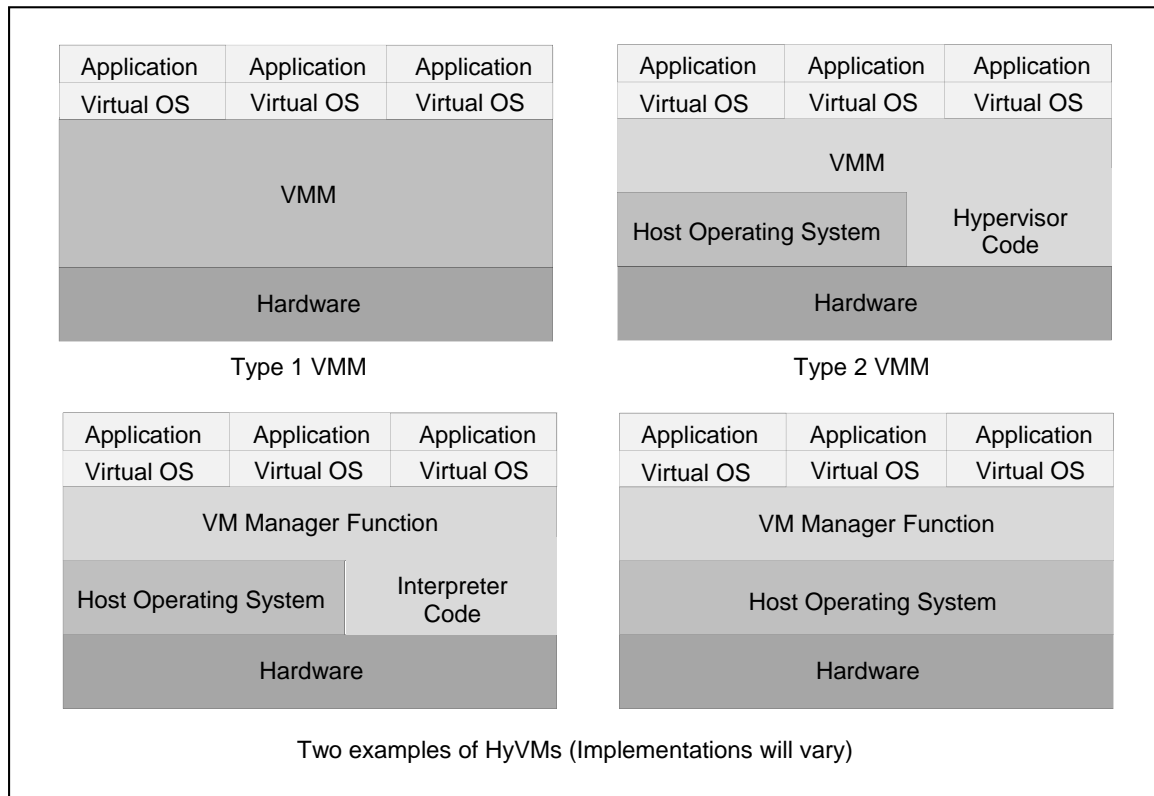 Application Application Application
Virtual OS Virtual OS Virtual OS
VMM
Hardware
Type 1 VMM
Application Application Application
Virtual OS Virtual OS Virtual OS
VMM
Host Operating System
Hypervisor
Code
Hardware
Type 2 VMM
Application Application Application
Virtual OS Virtual OS Virtual OS
VM Manager Function
Host Operating System
Interpreter
Code
Hardware
Application Application Application
Virtual OS Virtual OS Virtual OS
VM Manager Function
Host Operating System
Hardware
Two examples of HyVMs (Implementations will vary)